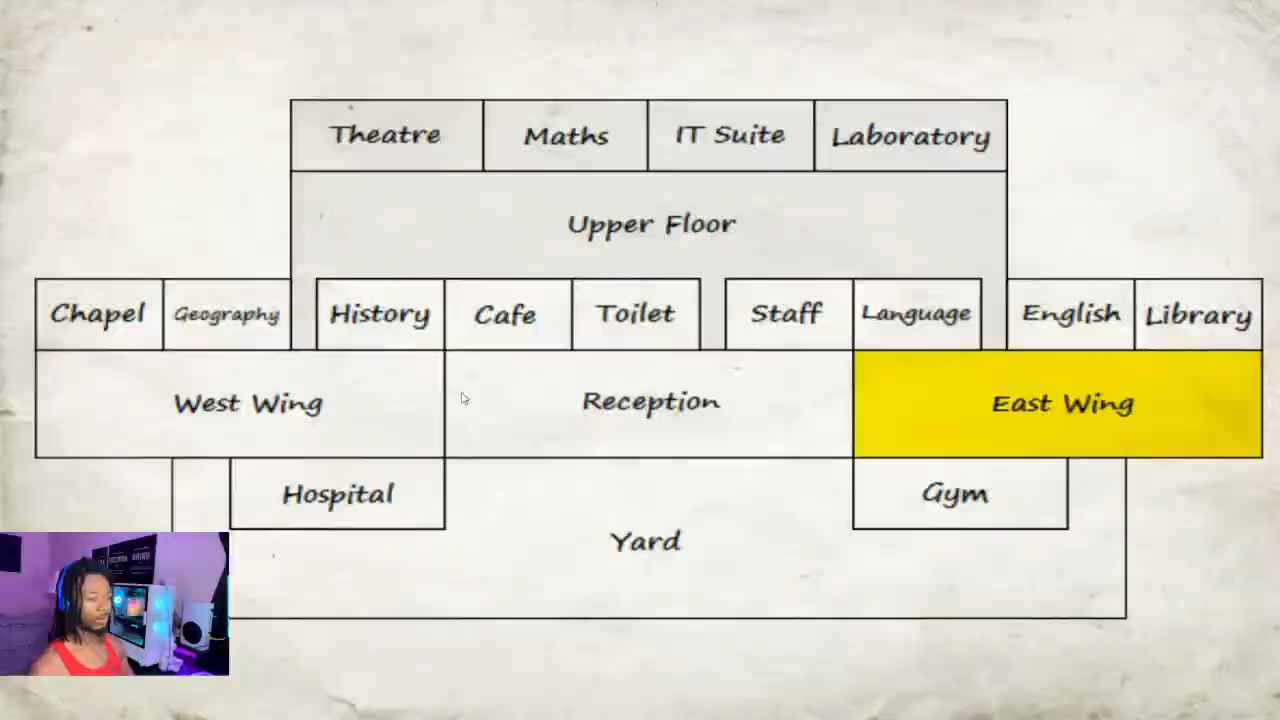 Theatre
Maths
IT Suite
Laboratory
Upper Floor
Chapel
Geography
History
Cafe
Toilet
Staff
Language
English
Library
West Wing
Reception
East Wing
Hospital
Gym
Yard